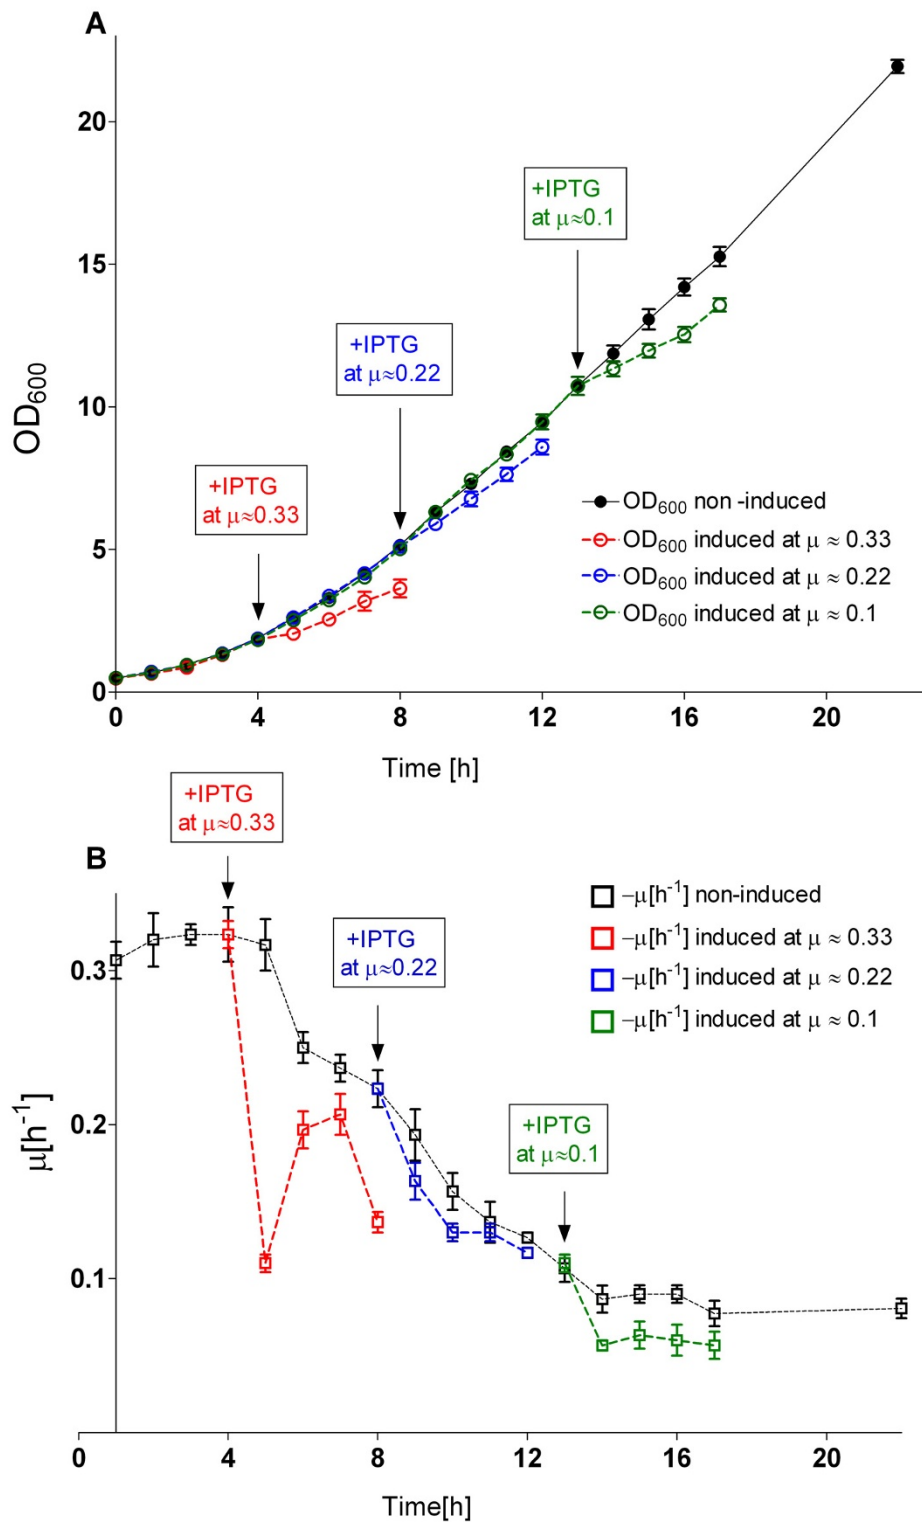 A
20
15
10
5
0
OD600
+IPTG
at μ≈0.1
+IPTG
at μ≈0.22
+IPTG
at μ≈0.33
OD600 non -induced
OD600 induced at μ ≈ 0.33
OD600 induced at μ ≈ 0.22
OD600 induced at μ ≈ 0.1
0 4 8 12 16 20
Time [h]
+IPTG
at μ≈0.33
B
–μ[h-1] non-induced
–μ[h-1] induced at μ ≈ 0.33
–μ[h-1] induced at μ ≈ 0.22
–μ[h-1] induced at μ ≈ 0.1
+IPTG
at μ≈0.22
+IPTG
at μ≈0.1
0.3
0.2
0.1
μ[h-1]
0 4 8 12 16 20
Time[h]